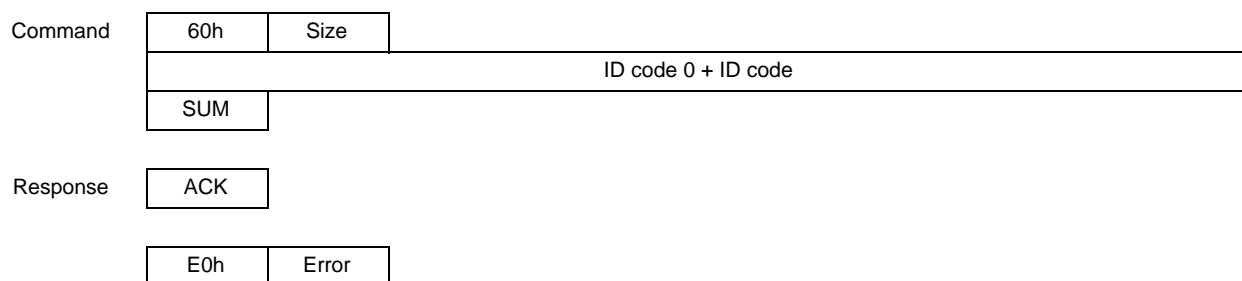 Command 60h Size
ID code 0 + ID code
SUM
Response ACK
E0h Error